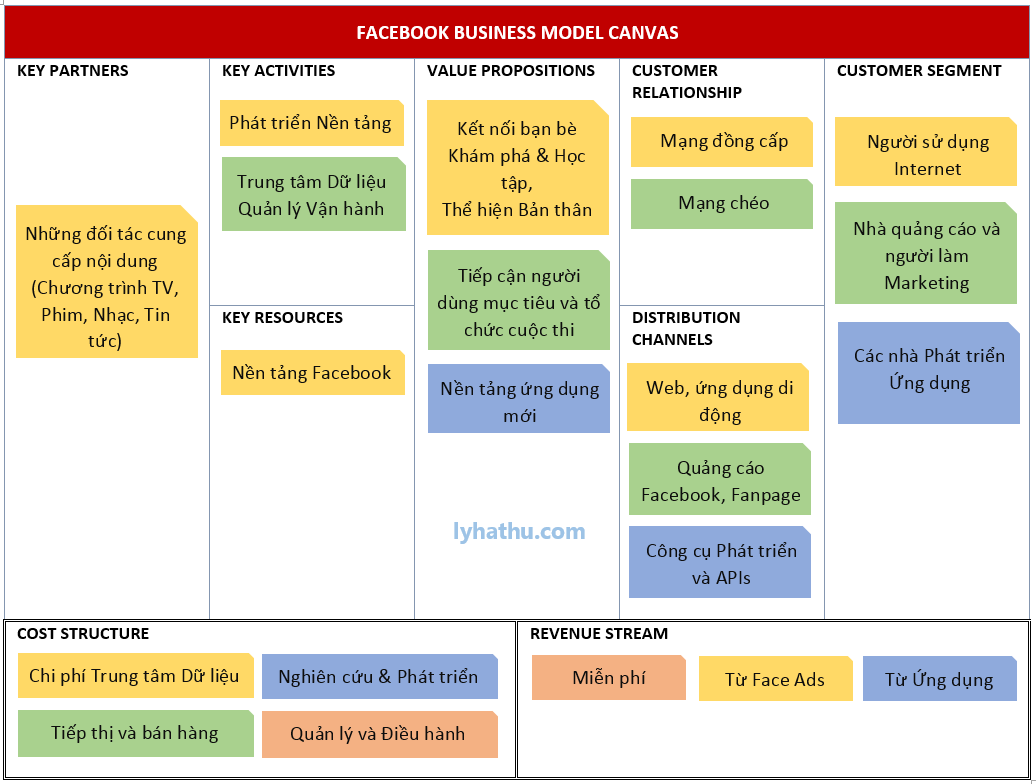 FACEBOOK BUSINESS MODEL CANVAS
KEY PARTNERS
Những đối tác cung
cấp nội dung
(Chương trình TV,
Phim, Nhạc, Tin
tức)
KEY ACTIVITIES
Phát triển Nền tảng
Trung tâm Dữ liệu
Quản lý Vận hành
KEY RESOURCES
Nền tảng Facebook
VALUE PROPOSITIONS
Kết nối bạn bè
Khám phá & Học
tập,
Thể hiện Bản thân
Tiếp cận người
dùng mục tiêu và tổ
chức cuộc thi
Nền tảng ứng dụng
mới
lyhathu.com
CUSTOMER
RELATIONSHIP
Mạng đồng cấp
Mạng chéo
DISTRIBUTION
CHANNELS
Web, ứng dụng di
động
Quảng cáo
Facebook, Fanpage
Công cụ Phát triển
và APIs
CUSTOMER SEGMENT
Người sử dụng
Internet
Nhà quảng cáo và
người làm
Marketing
Các nhà Phát triển
Ứng dụng
COST STRUCTURE
Chi phí Trung tâm Dữ liệu
Nghiên cứu & Phát triển
Tiếp thị và bán hàng
Quản lý và Điều hành
REVENUE STREAM
Miễn phí
Từ Face Ads
Từ Ứng dụng